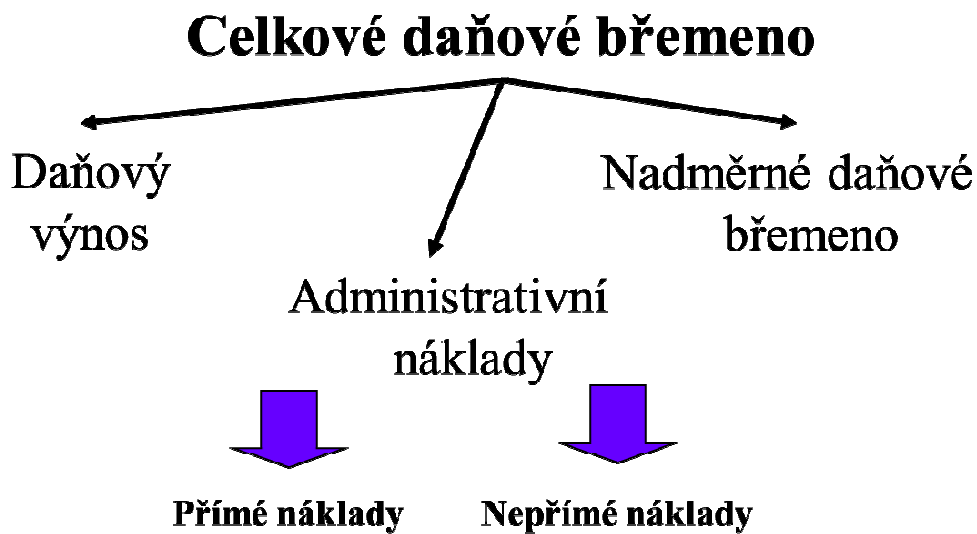 Celkové daňové břemeno
Daňový
výnos
Nadměrné daňové
břemeno
Administrativní
náklady
Přímé náklady
Nepřímé náklady